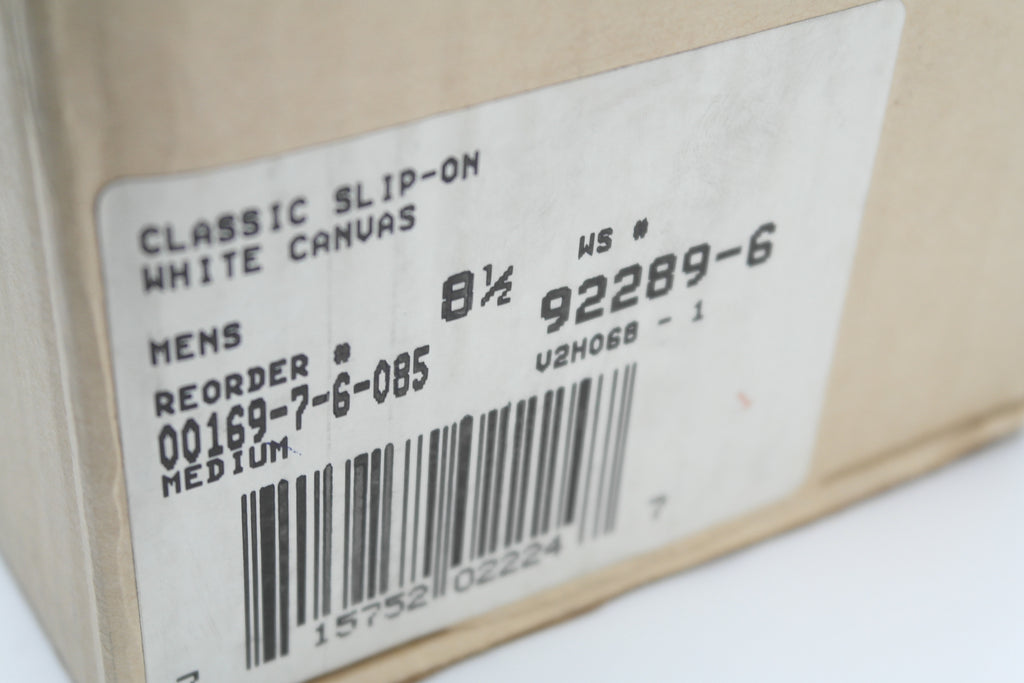 CLASSIC SLIP-ON
WHITE CANVAS
MENS
8½
WS #
92289-6
V2H06B - 1
REORDER #
00169-7-6-085
MEDIUM
15752 02224 7